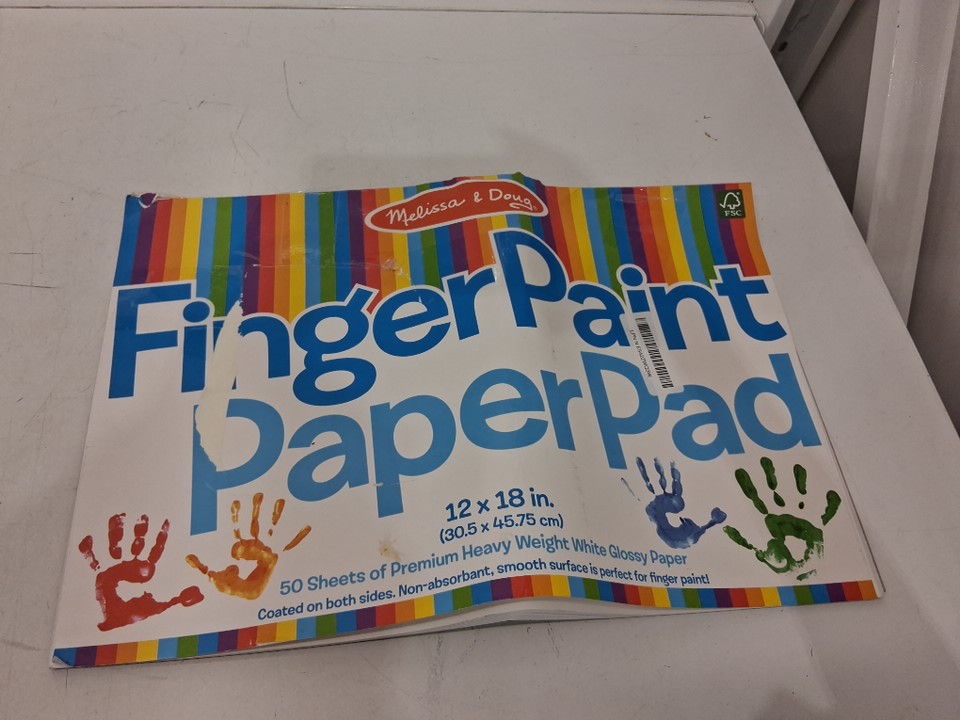 Melissa & Doug
FSC
Finger Paint
Paper Pad
12 x 18 in.
(30.5 x 45.75 cm)
50 Sheets of Premium Heavy Weight White Glossy Paper
Coated on both sides. Non-absorbent, smooth surface is perfect for finger paint!